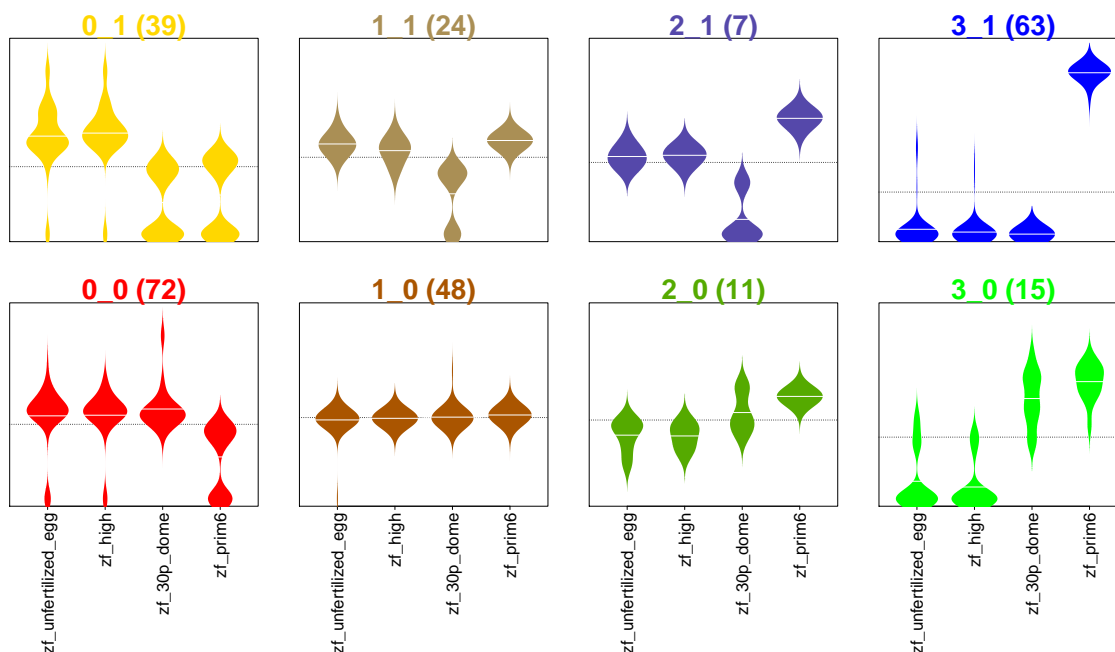 0_1 (39)
1_1 (24)
2_1 (7)
3_1 (63)
0_0 (72)
1_0 (48)
2_0 (11)
3_0 (15)
zf_unfertilized_egg
zf_high
zf_30p_dome
zf_prim6
zf_unfertilized_egg
zf_high
zf_30p_dome
zf_prim6
zf_unfertilized_egg
zf_high
zf_30p_dome
zf_prim6
zf_unfertilized_egg
zf_high
zf_30p_dome
zf_prim6